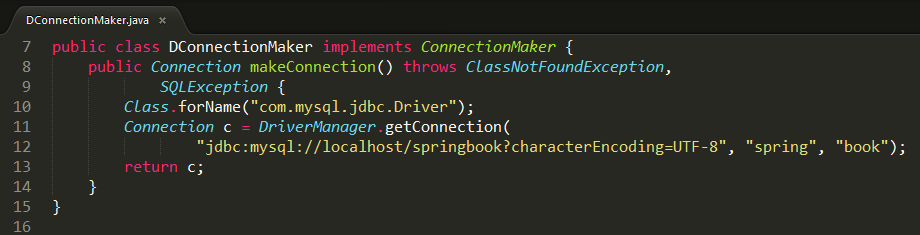 DConnectionMaker.java ×
7 public class DConnectionMaker implements ConnectionMaker {
8 public Connection makeConnection() throws ClassNotFoundException,
9 SQLException {
10 Class.forName("com.mysql.jdbc.Driver");
11 Connection c = DriverManager.getConnection(
12 "jdbc:mysql://localhost/springbook?characterEncoding=UTF-8", "spring", "book");
13 return c;
14 }
15 }
16